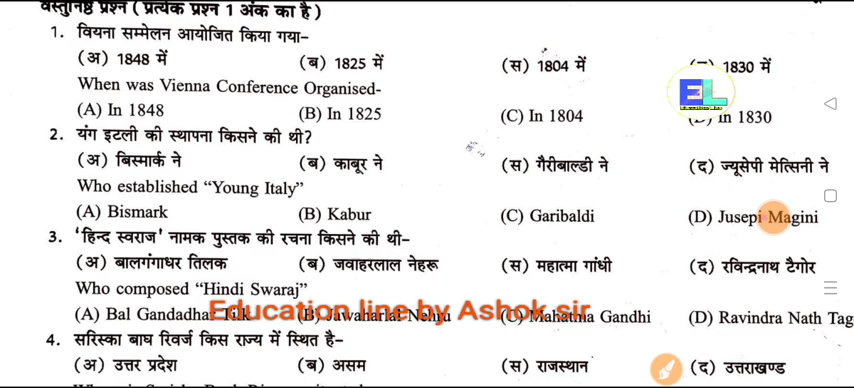 वस्तुनिष्ठ प्रश्न ( प्रत्येक प्रश्न 1 अंक का है )
1. वियना सम्मेलन आयोजित किया गया–
(अ) 1848 में (ब) 1825 में (स) 1804 में 1830 में
When was Vienna Conference Organised-
(A) In 1848 (B) In 1825 (C) In 1804 (D) In 1830
EL
2. यंग इटली की स्थापना किसने की थी?
(अ) बिस्मार्क ने (ब) काबूर ने (स) गैरीबाल्डी ने (द) ज्यूसेपी मेत्सिनी ने
Who established “Young Italy”
(A) Bismark (B) Kabur (C) Garibaldi (D) Jusepi Magini
3. ‘हिन्द स्वराज’ नामक पुस्तक की रचना किसने की थी–
(अ) बालगंगाधर तिलक (ब) जवाहरलाल नेहरू (स) महात्मा गांधी (द) रविन्द्रनाथ टैगोर
Who composed “Hindi Swaraj”
(A) Bal Gandadhar Tilk (B) Jawaharlal Nehru (C) Mahatma Gandhi (D) Ravindra Nath Tag
Education line by Ashok sir
4. सरिस्का बाघ रिवर्ज किस राज्य में स्थित है–
(अ) उत्तर प्रदेश (ब) असम (स) राजस्थान (द) उत्तराखण्ड